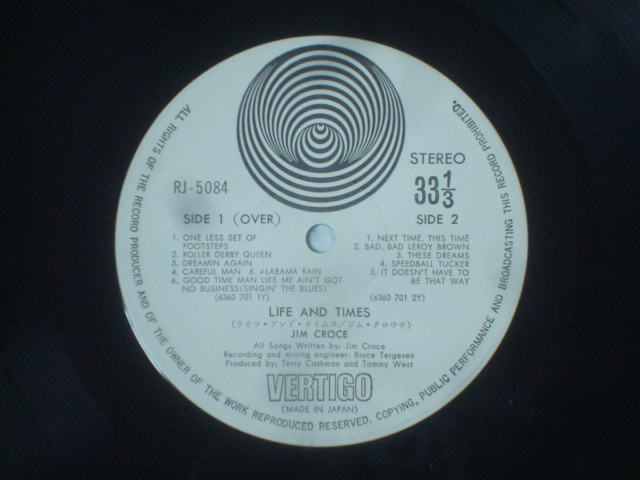 STEREO
RJ-5084
33 1/3
SIDE 1 (OVER)
SIDE 2
1. ONE LESS SET OF
FOOTSTEPS
2. ROLLER DERBY QUEEN
3. DREAMIN AGAIN
4. CAREFUL MAN 5. ALABAMA RAIN
6. GOOD TIME MAN LIKE ME AIN'T GOT
NO BUSINESS(SINGIN' THE BLUES)
(6360 701 1Y)
1. NEXT TIME, THIS TIME
2. BAD, BAD LEROY BROWN
3. THESE DREAMS
4. SPEEDBALL TUCKER
5. IT DOESN'T HAVE TO
BE THAT WAY
(6360 701 2Y)
LIFE AND TIMES
(ライフ・アンド・タイムス/ジム・クロウチ)
JIM CROCE
All Songs Written by: Jim Croce
Recording and mixing engineer: Bruce Tergesen
Produced by: Terry Cashman and Tommy West
VERTIGO
(MADE IN JAPAN)
ALL RIGHTS OF THE RECORD PRODUCER AND OF THE OWNER OF THE WORK REPRODUCED RESERVED. COPYING, PUBLIC PERFORMANCE AND BROADCASTING THIS RECORD PROHIBITED.